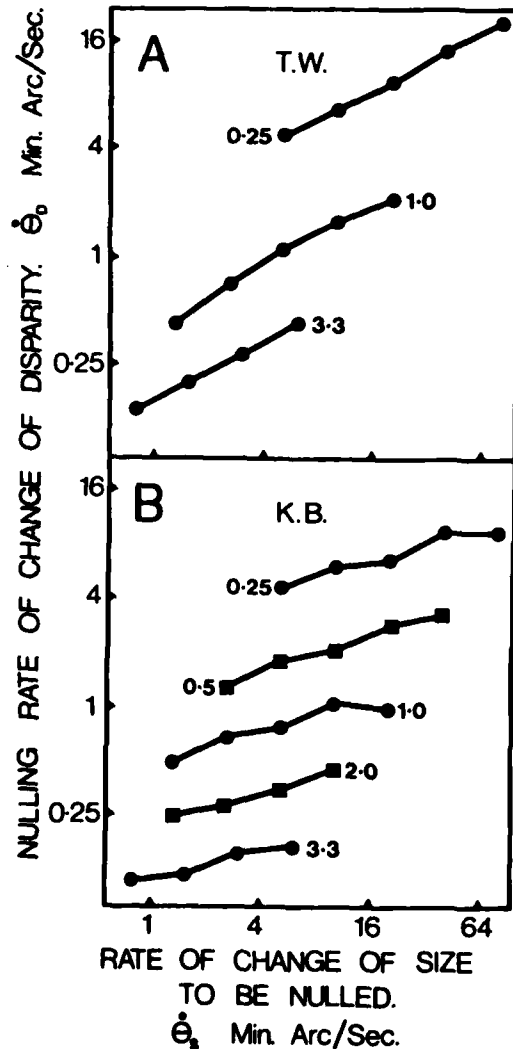 NULLING RATE OF CHANGE OF DISPARITY. Θ̇D Min. Arc/Sec.
A
T.W.
16
4
1
0·25
0·25
1·0
3·3
B
K.B.
16
4
1
0·25
0·25
0·5
1·0
2·0
3·3
1 4 16 64
RATE OF CHANGE OF SIZE
TO BE NULLED.
Θ̇s Min. Arc/Sec.